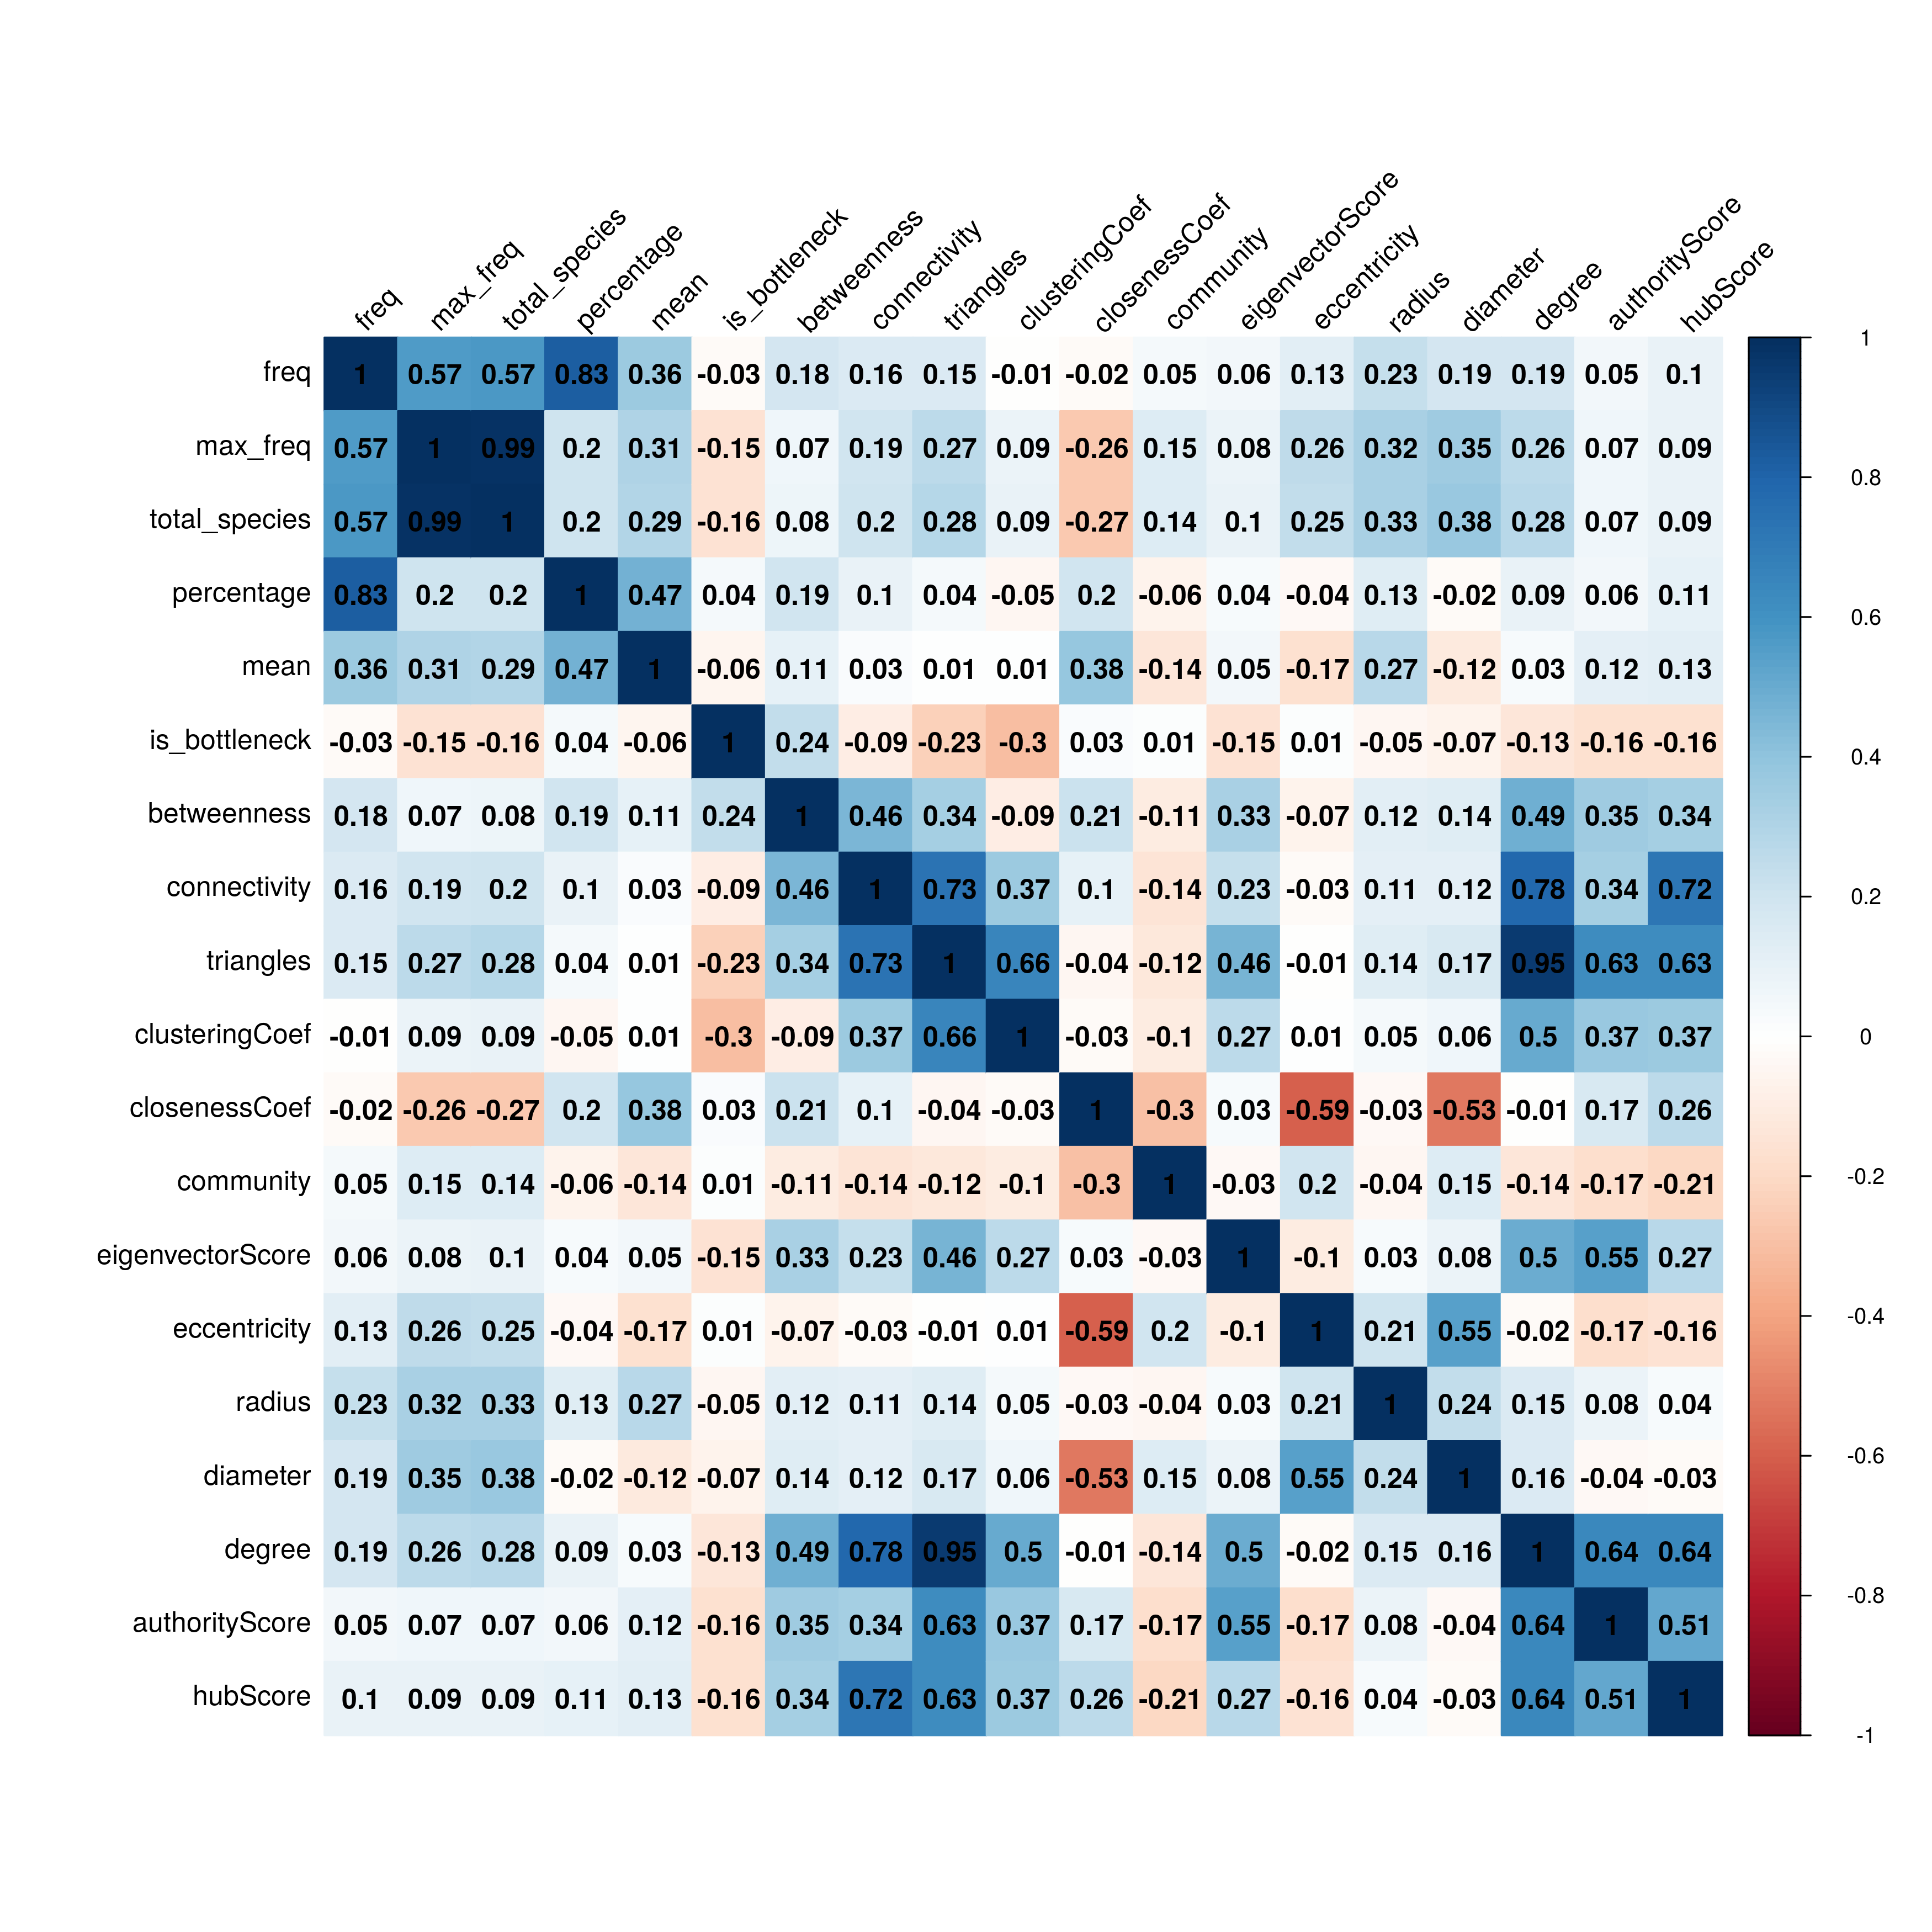 freq max_freq total_species percentage mean is_bottleneck betweenness connectivity triangles clusteringCoef closenessCoef community eigenvectorScore eccentricity radius diameter degree authorityScore hubScore
freq 1 0.57 0.57 0.83 0.36 -0.03 0.18 0.16 0.15 -0.01 -0.02 0.05 0.06 0.13 0.23 0.19 0.19 0.05 0.1
max_freq 0.57 1 0.99 0.2 0.31 -0.15 0.07 0.19 0.27 0.09 -0.26 0.15 0.08 0.26 0.32 0.35 0.26 0.07 0.09
total_species 0.57 0.99 1 0.2 0.29 -0.16 0.08 0.2 0.28 0.09 -0.27 0.14 0.1 0.25 0.33 0.38 0.28 0.07 0.09
percentage 0.83 0.2 0.2 1 0.47 0.04 0.19 0.1 0.04 -0.05 0.2 -0.06 0.04 -0.04 0.13 -0.02 0.09 0.06 0.11
mean 0.36 0.31 0.29 0.47 1 -0.06 0.11 0.03 0.01 0.01 0.38 -0.14 0.05 -0.17 0.27 -0.12 0.03 0.12 0.13
is_bottleneck -0.03 -0.15 -0.16 0.04 -0.06 1 0.24 -0.09 -0.23 -0.3 0.03 0.01 -0.15 0.01 -0.05 -0.07 -0.13 -0.16 -0.16
betweenness 0.18 0.07 0.08 0.19 0.11 0.24 1 0.46 0.34 -0.09 0.21 -0.11 0.33 -0.07 0.12 0.14 0.49 0.35 0.34
connectivity 0.16 0.19 0.2 0.1 0.03 -0.09 0.46 1 0.73 0.37 0.1 -0.14 0.23 -0.03 0.11 0.12 0.78 0.34 0.72
triangles 0.15 0.27 0.28 0.04 0.01 -0.23 0.34 0.73 1 0.66 -0.04 -0.12 0.46 -0.01 0.14 0.17 0.95 0.63 0.63
clusteringCoef -0.01 0.09 0.09 -0.05 0.01 -0.3 -0.09 0.37 0.66 1 -0.03 -0.1 0.27 0.01 0.05 0.06 0.5 0.37 0.37
closenessCoef -0.02 -0.26 -0.27 0.2 0.38 0.03 0.21 0.1 -0.04 -0.03 1 -0.3 0.03 -0.59 -0.03 -0.53 -0.01 0.17 0.26
community 0.05 0.15 0.14 -0.06 -0.14 0.01 -0.11 -0.14 -0.12 -0.1 -0.3 1 -0.03 0.2 -0.04 0.15 -0.14 -0.17 -0.21
eigenvectorScore 0.06 0.08 0.1 0.04 0.05 -0.15 0.33 0.23 0.46 0.27 0.03 -0.03 1 -0.1 0.03 0.08 0.5 0.55 0.27
eccentricity 0.13 0.26 0.25 -0.04 -0.17 0.01 -0.07 -0.03 -0.01 0.01 -0.59 0.2 -0.1 1 0.21 0.55 -0.02 -0.17 -0.16
radius 0.23 0.32 0.33 0.13 0.27 -0.05 0.12 0.11 0.14 0.05 -0.03 -0.04 0.03 0.21 1 0.24 0.15 0.08 0.04
diameter 0.19 0.35 0.38 -0.02 -0.12 -0.07 0.14 0.12 0.17 0.06 -0.53 0.15 0.08 0.55 0.24 1 0.16 -0.04 -0.03
degree 0.19 0.26 0.28 0.09 0.03 -0.13 0.49 0.78 0.95 0.5 -0.01 -0.14 0.5 -0.02 0.15 0.16 1 0.64 0.64
authorityScore 0.05 0.07 0.07 0.06 0.12 -0.16 0.35 0.34 0.63 0.37 0.17 -0.17 0.55 -0.17 0.08 -0.04 0.64 1 0.51
hubScore 0.1 0.09 0.09 0.11 0.13 -0.16 0.34 0.72 0.63 0.37 0.26 -0.21 0.27 -0.16 0.04 -0.03 0.64 0.51 1
1
0.8
0.6
0.4
0.2
0
-0.2
-0.4
-0.6
-0.8
-1